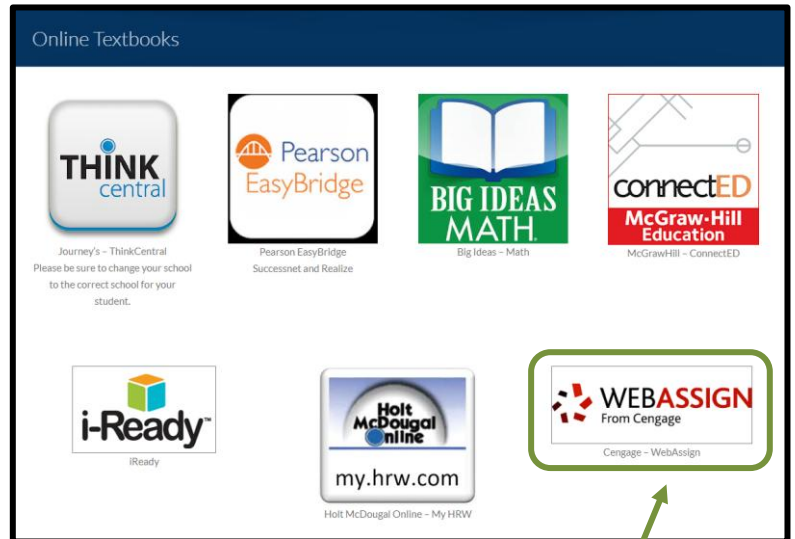 Online Textbooks
THINK
central
Journey's – ThinkCentral
Please be sure to change your school
to the correct school for your
student.
Pearson
EasyBridge
Pearson EasyBridge
Successnet and Realize
BIG IDEAS
MATH
Big Ideas – Math
connectED
McGraw-Hill
Education
McGrawHill – ConnectED
i-Ready™
iReady
Holt
McDougal
Online
my.hrw.com
Holt McDougal Online – My HRW
WEBASSIGN
From Cengage
Cengage – WebAssign